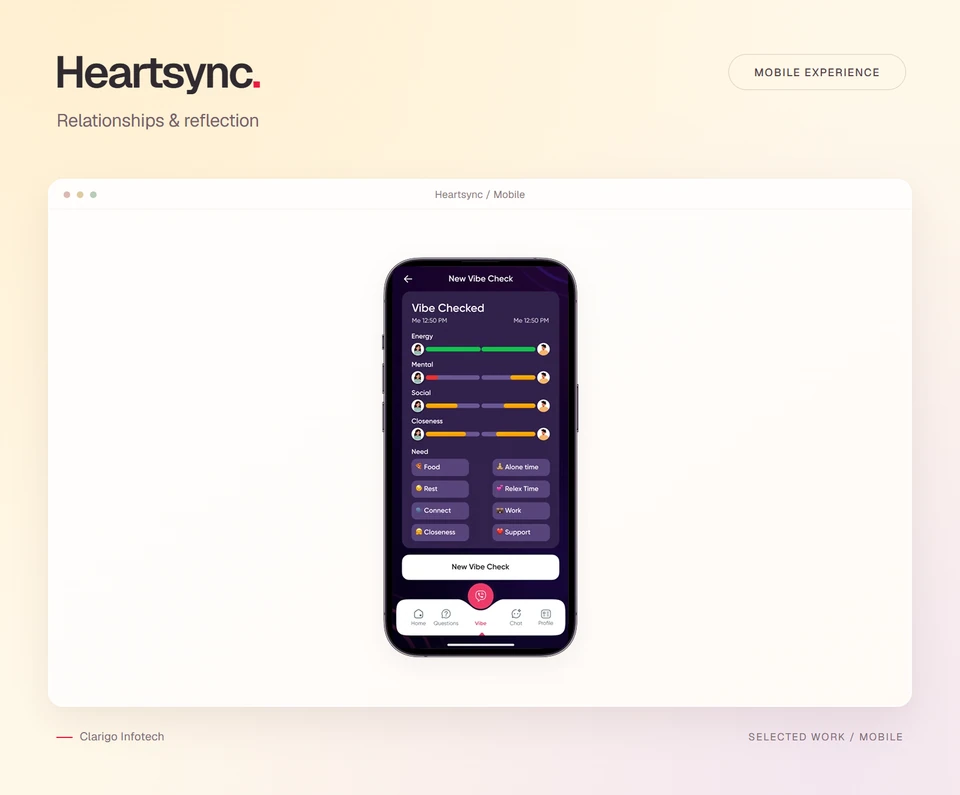 Heartsync.
MOBILE EXPERIENCE
Relationships & reflection
Heartsync / Mobile
New Vibe Check
Vibe Checked
Me 12:50 PM Me 12:50 PM
Energy
Mental
Social
Closeness
Need
Food Alone time
Rest Relex Time
Connect Work
Closeness Support
New Vibe Check
Home Questions Vibe Chat Profile
Clarigo Infotech
SELECTED WORK / MOBILE